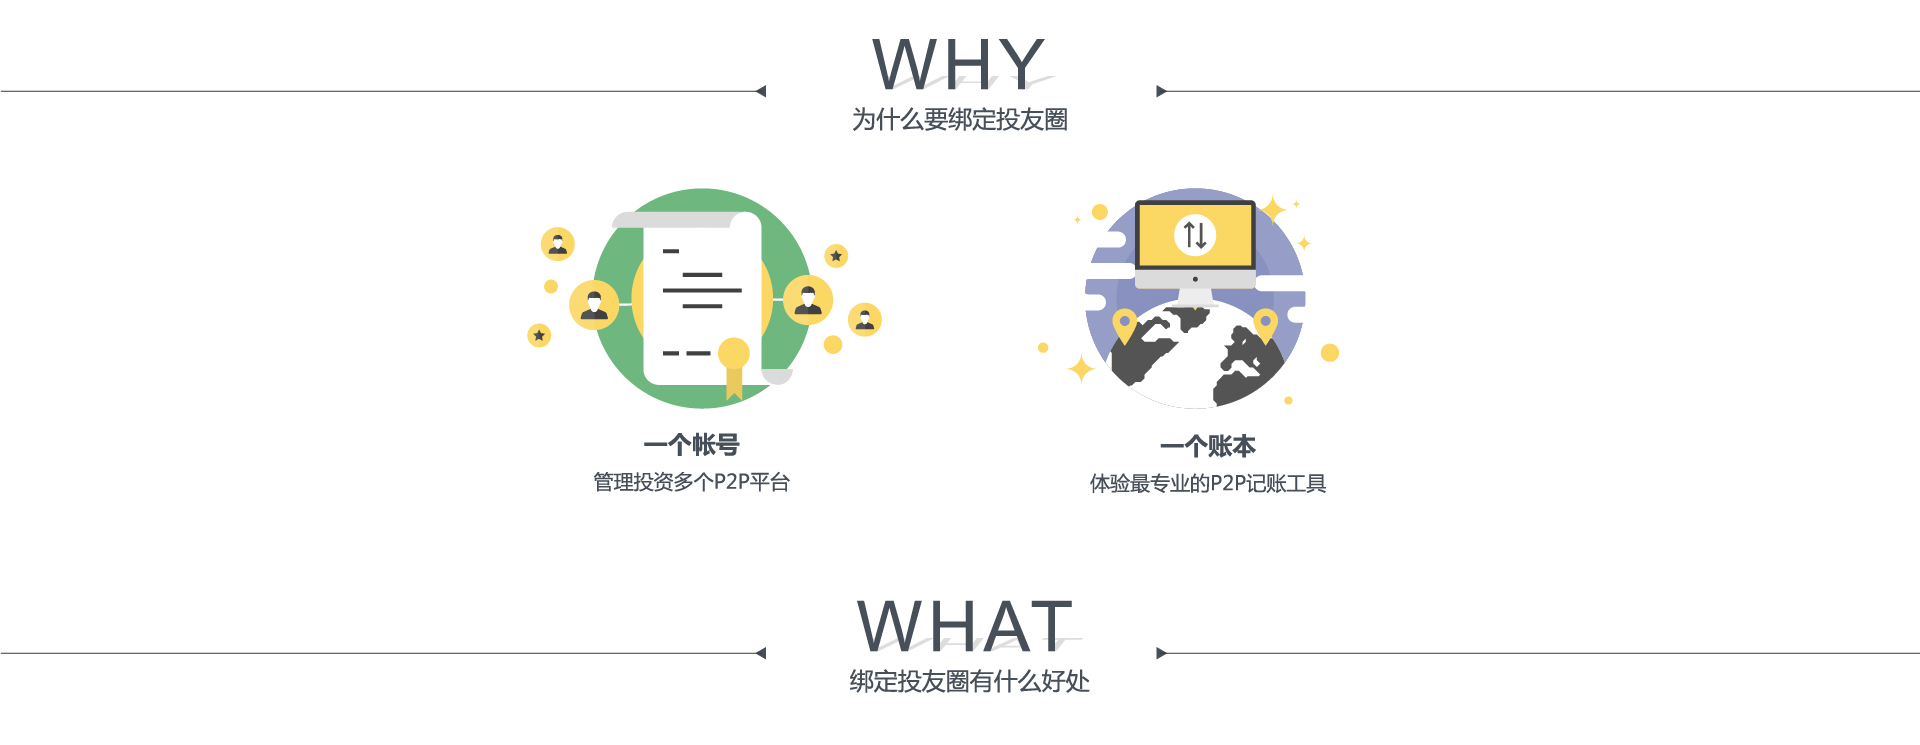 WHY
为什么要绑定投友圈
一个帐号
管理投资多个P2P平台
一个账本
体验最专业的P2P记账工具
WHAT
绑定投友圈有什么好处